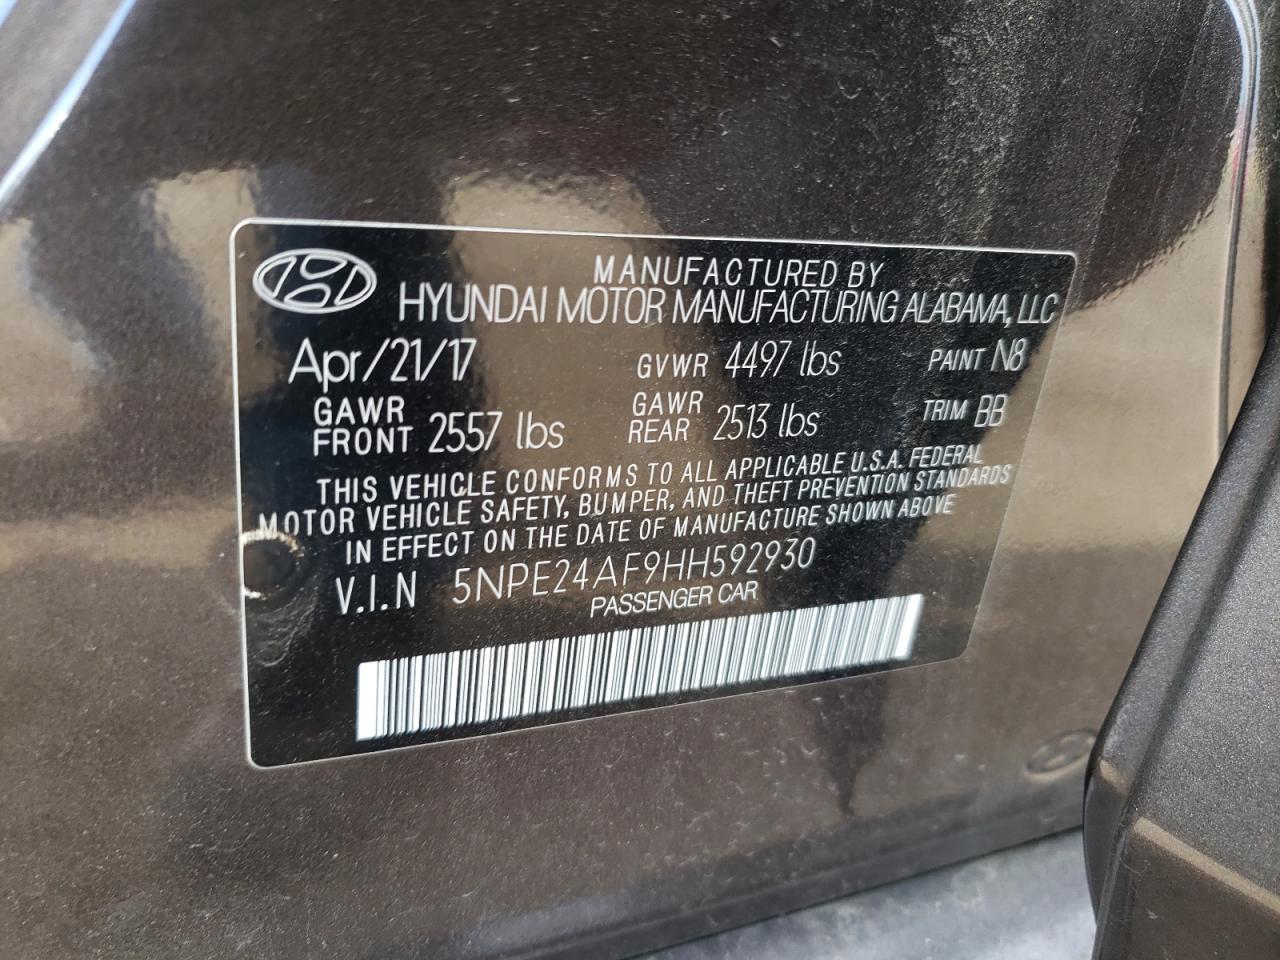 MANUFACTURED BY
HYUNDAI MOTOR MANUFACTURING ALABAMA, LLC
Apr/21/17 GVWR 4497 lbs PAINT N8
GAWR FRONT 2557 lbs GAWR REAR 2513 lbs TRIM BB
THIS VEHICLE CONFORMS TO ALL APPLICABLE U.S.A. FEDERAL
MOTOR VEHICLE SAFETY, BUMPER, AND THEFT PREVENTION STANDARDS
IN EFFECT ON THE DATE OF MANUFACTURE SHOWN ABOVE
V.I.N 5NPE24AF9HH592930
PASSENGER CAR